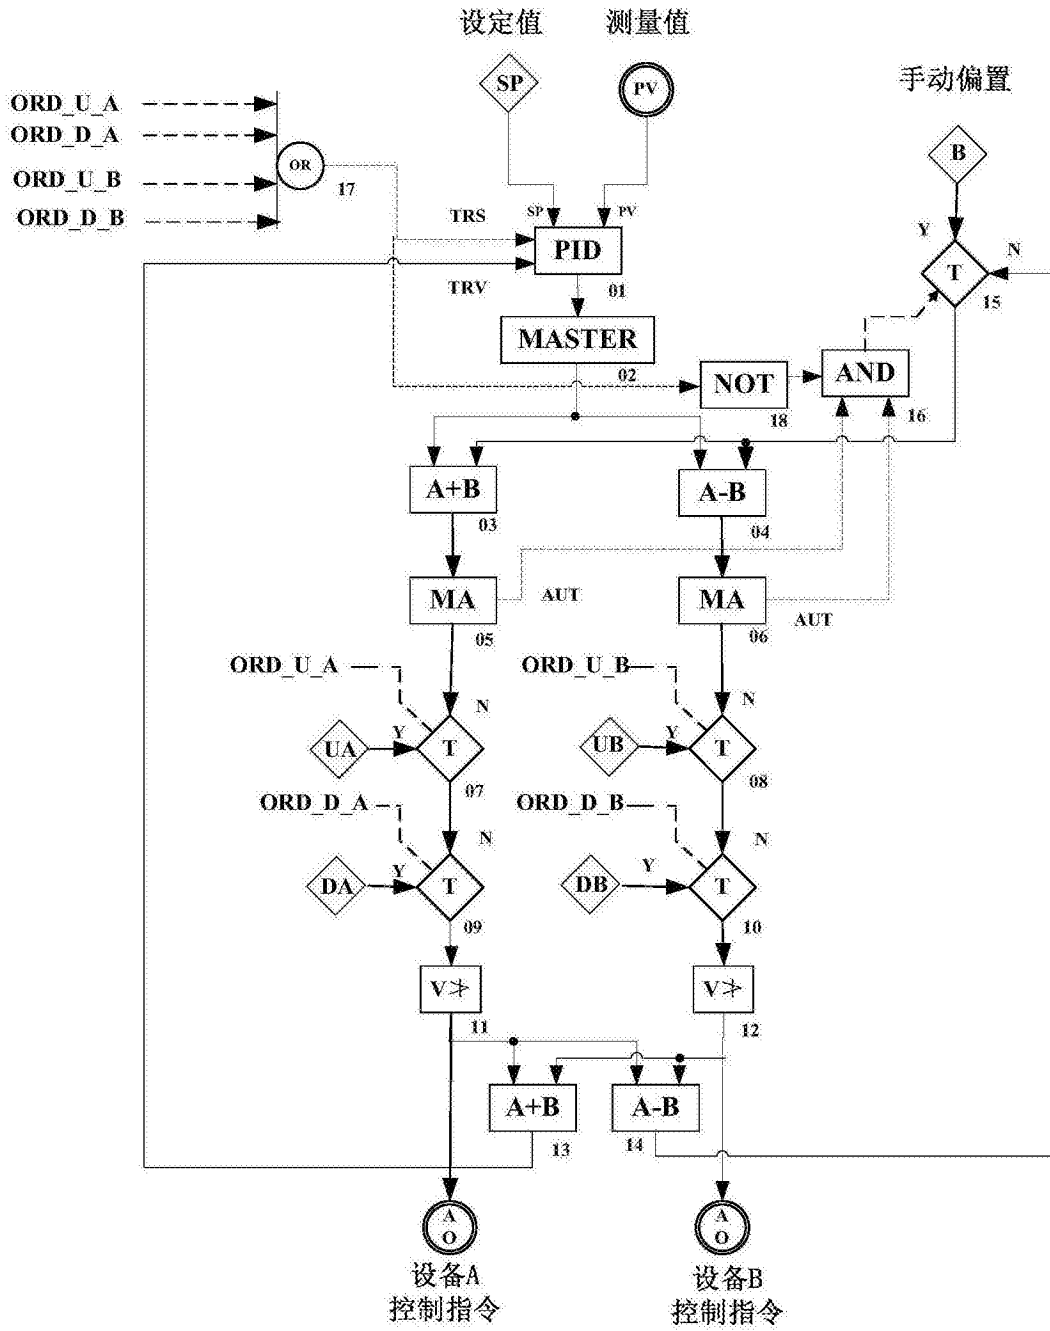 设定值
测量值
手动偏置
SP
PV
B
ORD_U_A
ORD_D_A
ORD_U_B
ORD_D_B
OR
17
TRS
TRV
SP
PV
PID
01
Y
N
T
15
MASTER
02
NOT
18
AND
16
A+B
03
A-B
04
MA
05
AUT
MA
06
AUT
ORD_U_A
N
UA
Y
T
07
ORD_U_B
N
UB
Y
T
08
ORD_D_A
N
DA
Y
T
09
ORD_D_B
N
DB
Y
T
10
V≯
11
V≯
12
A+B
13
A-B
14
A
O
A
O
设备A
控制指令
设备B
控制指令